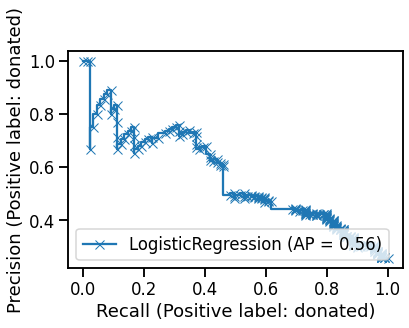 Precision (Positive label: donated)
1.0
0.8
0.6
0.4
LogisticRegression (AP = 0.56)
0.0 0.2 0.4 0.6 0.8 1.0
Recall (Positive label: donated)